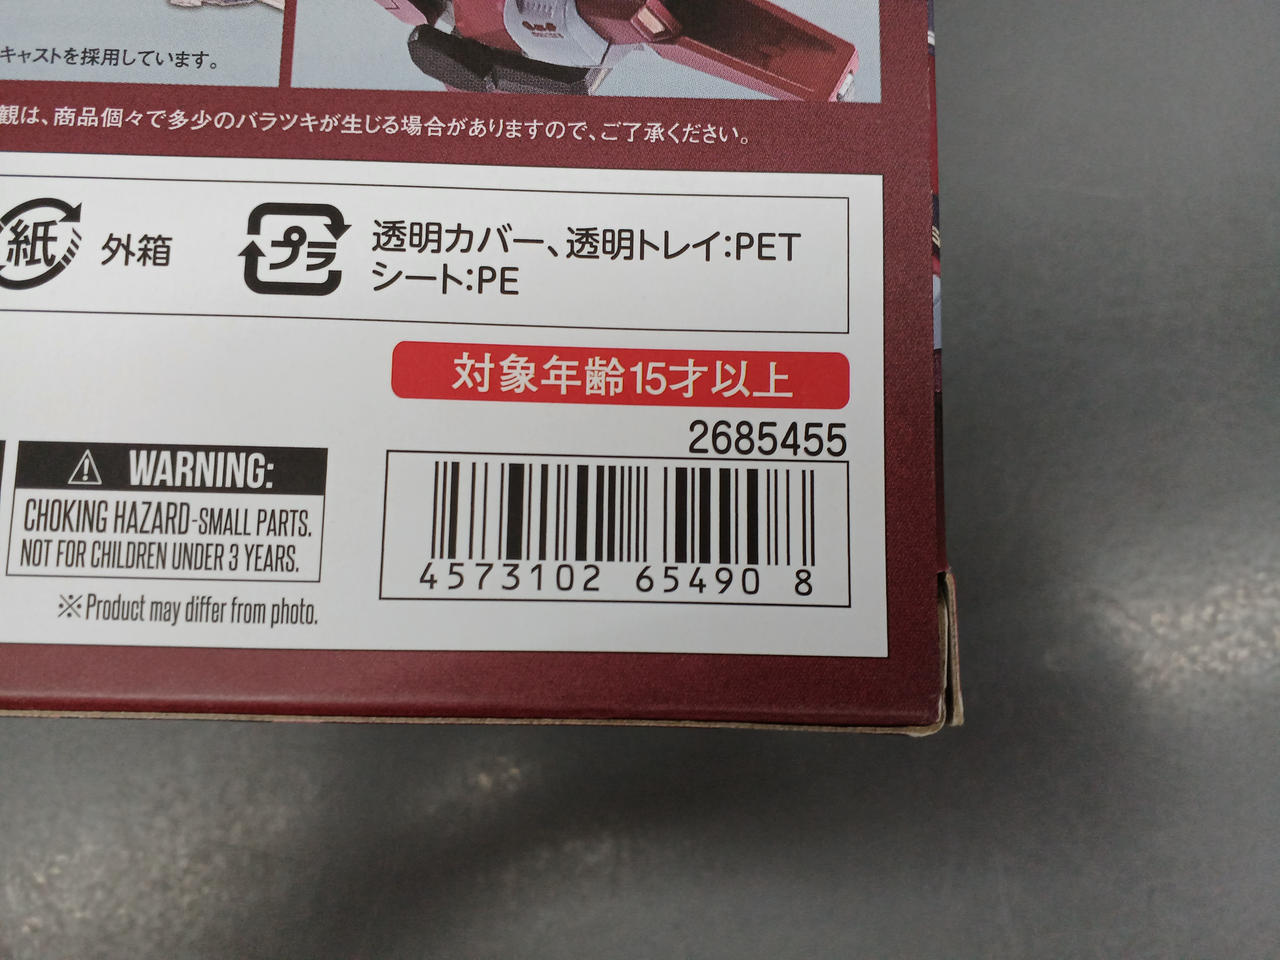 キャストを採用しています。
観は、商品個々で多少のバラツキが生じる場合がありますので、ご了承ください。
紙 外箱
プラ 透明カバー、透明トレイ:PET
シート:PE
対象年齢15才以上
2685455
WARNING:
CHOKING HAZARD-SMALL PARTS.
NOT FOR CHILDREN UNDER 3 YEARS.
※Product may differ from photo.
4573102 65490 8